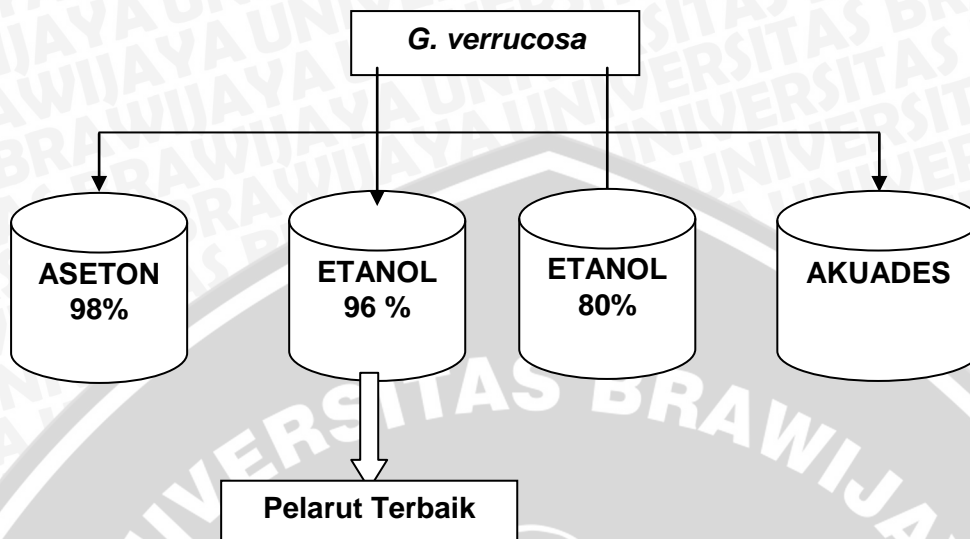 G. verrucosa
ASETON
98%
ETANOL
96 %
ETANOL
80%
AKUADES
Pelarut Terbaik